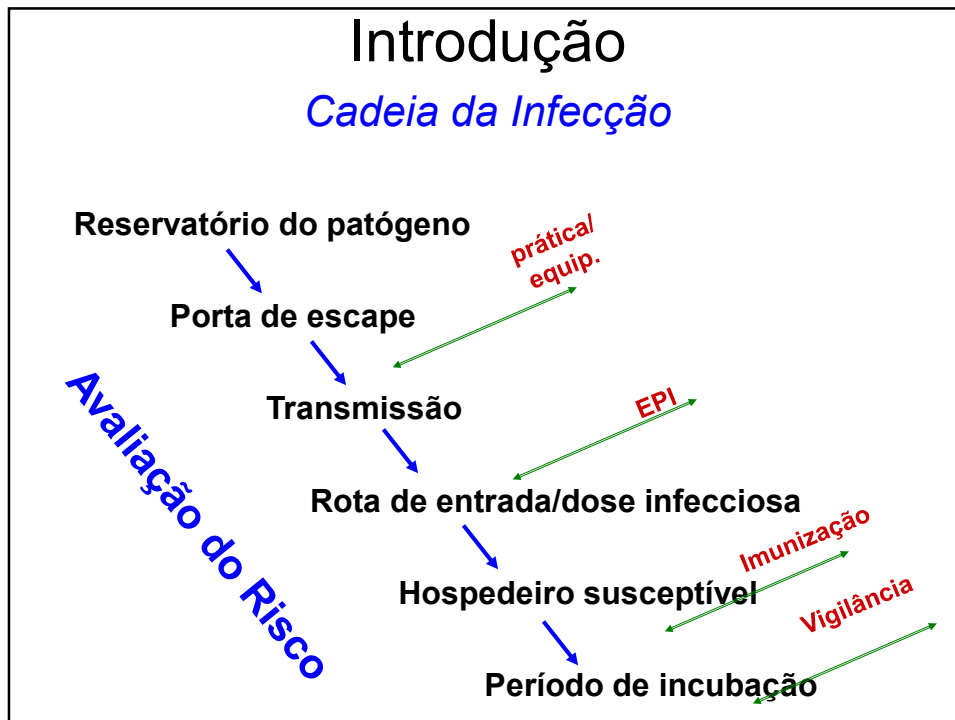 Introdução
Cadeia da Infecção
Reservatório do patógeno
prática/
equip.
Porta de escape
Transmissão
EPI
Avaliação do Risco
Rota de entrada/dose infecciosa
Imunização
Hospedeiro susceptível
Vigilância
Período de incubação